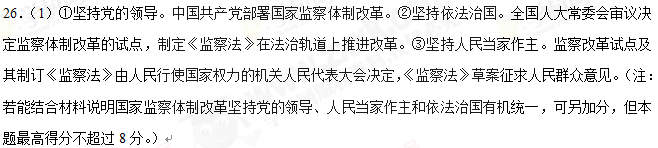 26.（1）①坚持党的领导。中国共产党部署国家监察体制改革。②坚持依法治国。全国人大常委会审议决
定监察体制改革的试点，制定《监察法》在法治轨道上推进改革。③坚持人民当家作主。监察改革试点及
其制订《监察法》由人民行使国家权力的机关人民代表大会决定，《监察法》草案征求人民群众意见。（注：
若能结合材料说明国家监察体制改革坚持党的领导、人民当家作主和依法治国有机统一，可另加分，但本
题最高得分不超过 8 分。）